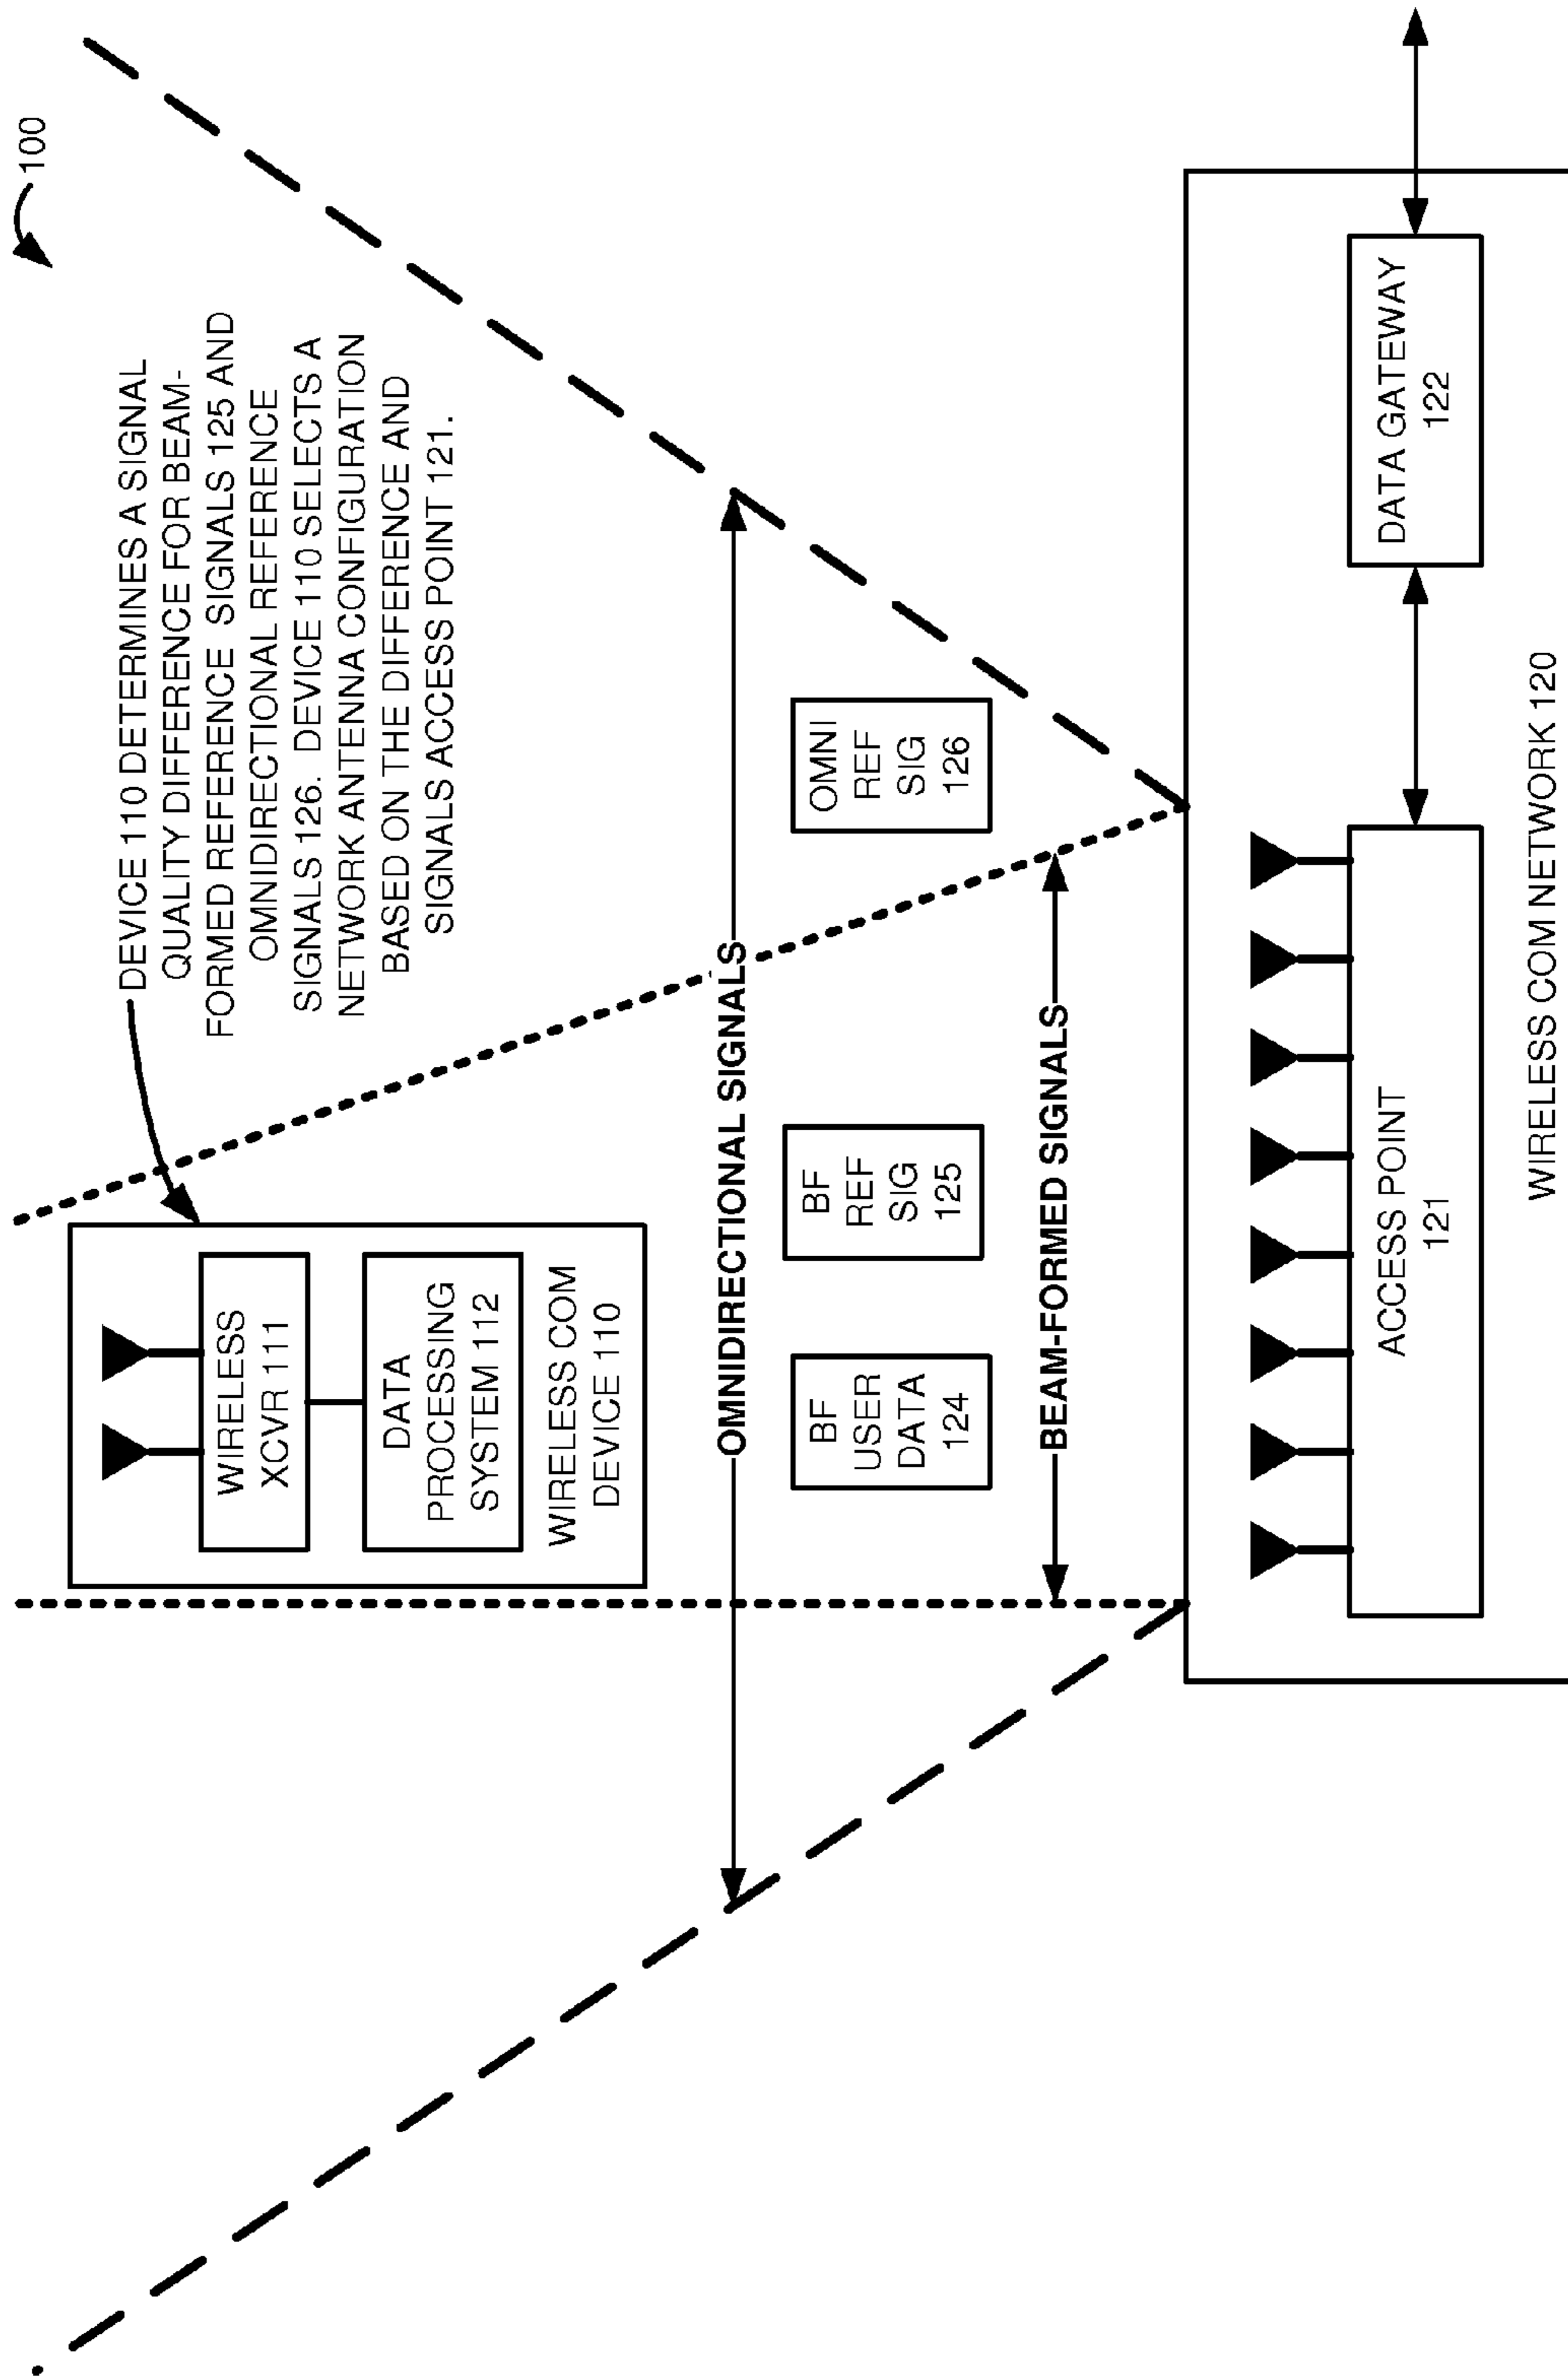 100
DEVICE 110 DETERMINES A SIGNAL
QUALITY DIFFERENCE FOR BEAM-
FORMED REFERENCE SIGNALS 125 AND
OMNIDIRECTIONAL REFERENCE
SIGNALS 126. DEVICE 110 SELECTS A
NETWORK ANTENNA CONFIGURATION
BASED ON THE DIFFERENCE AND
SIGNALS ACCESS POINT 121.
WIRELESS
XCVR 111
DATA
PROCESSING
SYSTEM 112
WIRELESS COM
DEVICE 110
OMNIDIRECTIONAL SIGNALS
BF
USER
DATA
124
BF
REF
SIG
125
OMNI
REF
SIG
126
BEAM-FORMED SIGNALS
ACCESS POINT
121
DATA GATEWAY
122
WIRELESS COM NETWORK 120